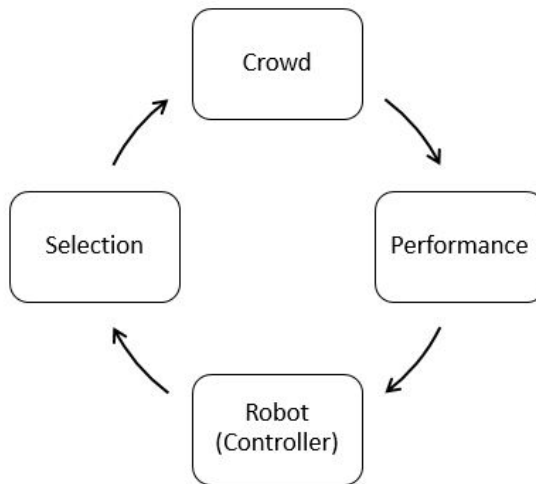 Crowd
Selection
Performance
Robot
(Controller)